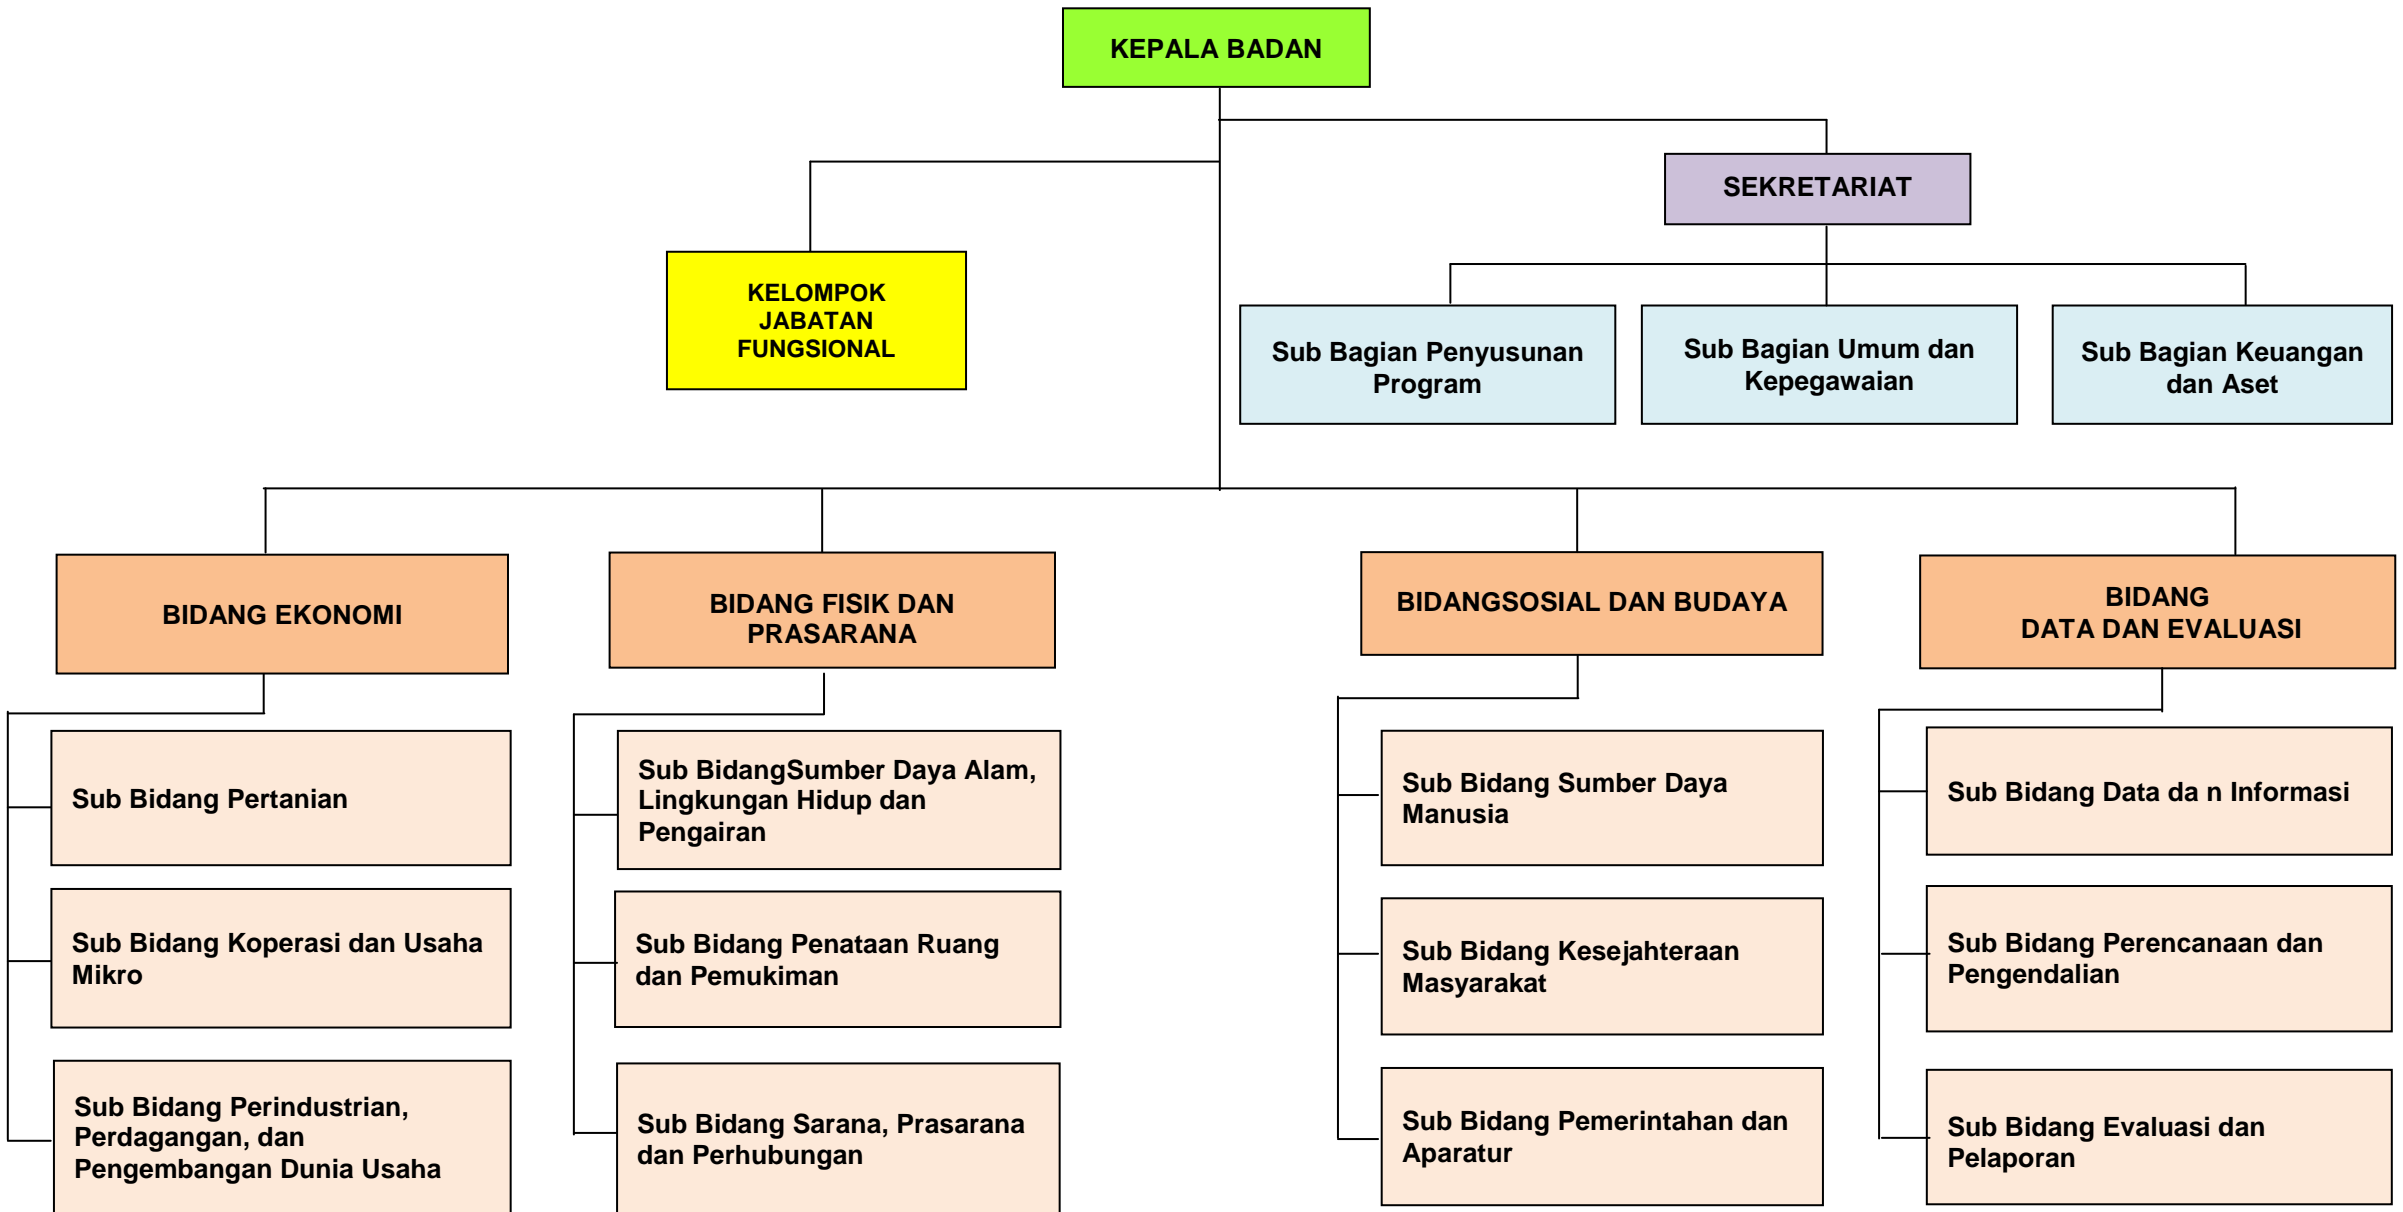 KEPALA BADAN
SEKRETARIAT
KELOMPOK
JABATAN
FUNGSIONAL
Sub Bagian Penyusunan
Program
Sub Bagian Umum dan
Kepegawaian
Sub Bagian Keuangan
dan Aset
BIDANG EKONOMI
BIDANG FISIK DAN
PRASARANA
BIDANGSOSIAL DAN BUDAYA
BIDANG
DATA DAN EVALUASI
Sub Bidang Pertanian
Sub Bidang Koperasi dan Usaha
Mikro
Sub Bidang Perindustrian,
Perdagangan, dan
Pengembangan Dunia Usaha
Sub BidangSumber Daya Alam,
Lingkungan Hidup dan
Pengairan
Sub Bidang Penataan Ruang
dan Pemukiman
Sub Bidang Sarana, Prasarana
dan Perhubungan
Sub Bidang Sumber Daya
Manusia
Sub Bidang Kesejahteraan
Masyarakat
Sub Bidang Pemerintahan dan
Aparatur
Sub Bidang Data da n Informasi
Sub Bidang Perencanaan dan
Pengendalian
Sub Bidang Evaluasi dan
Pelaporan